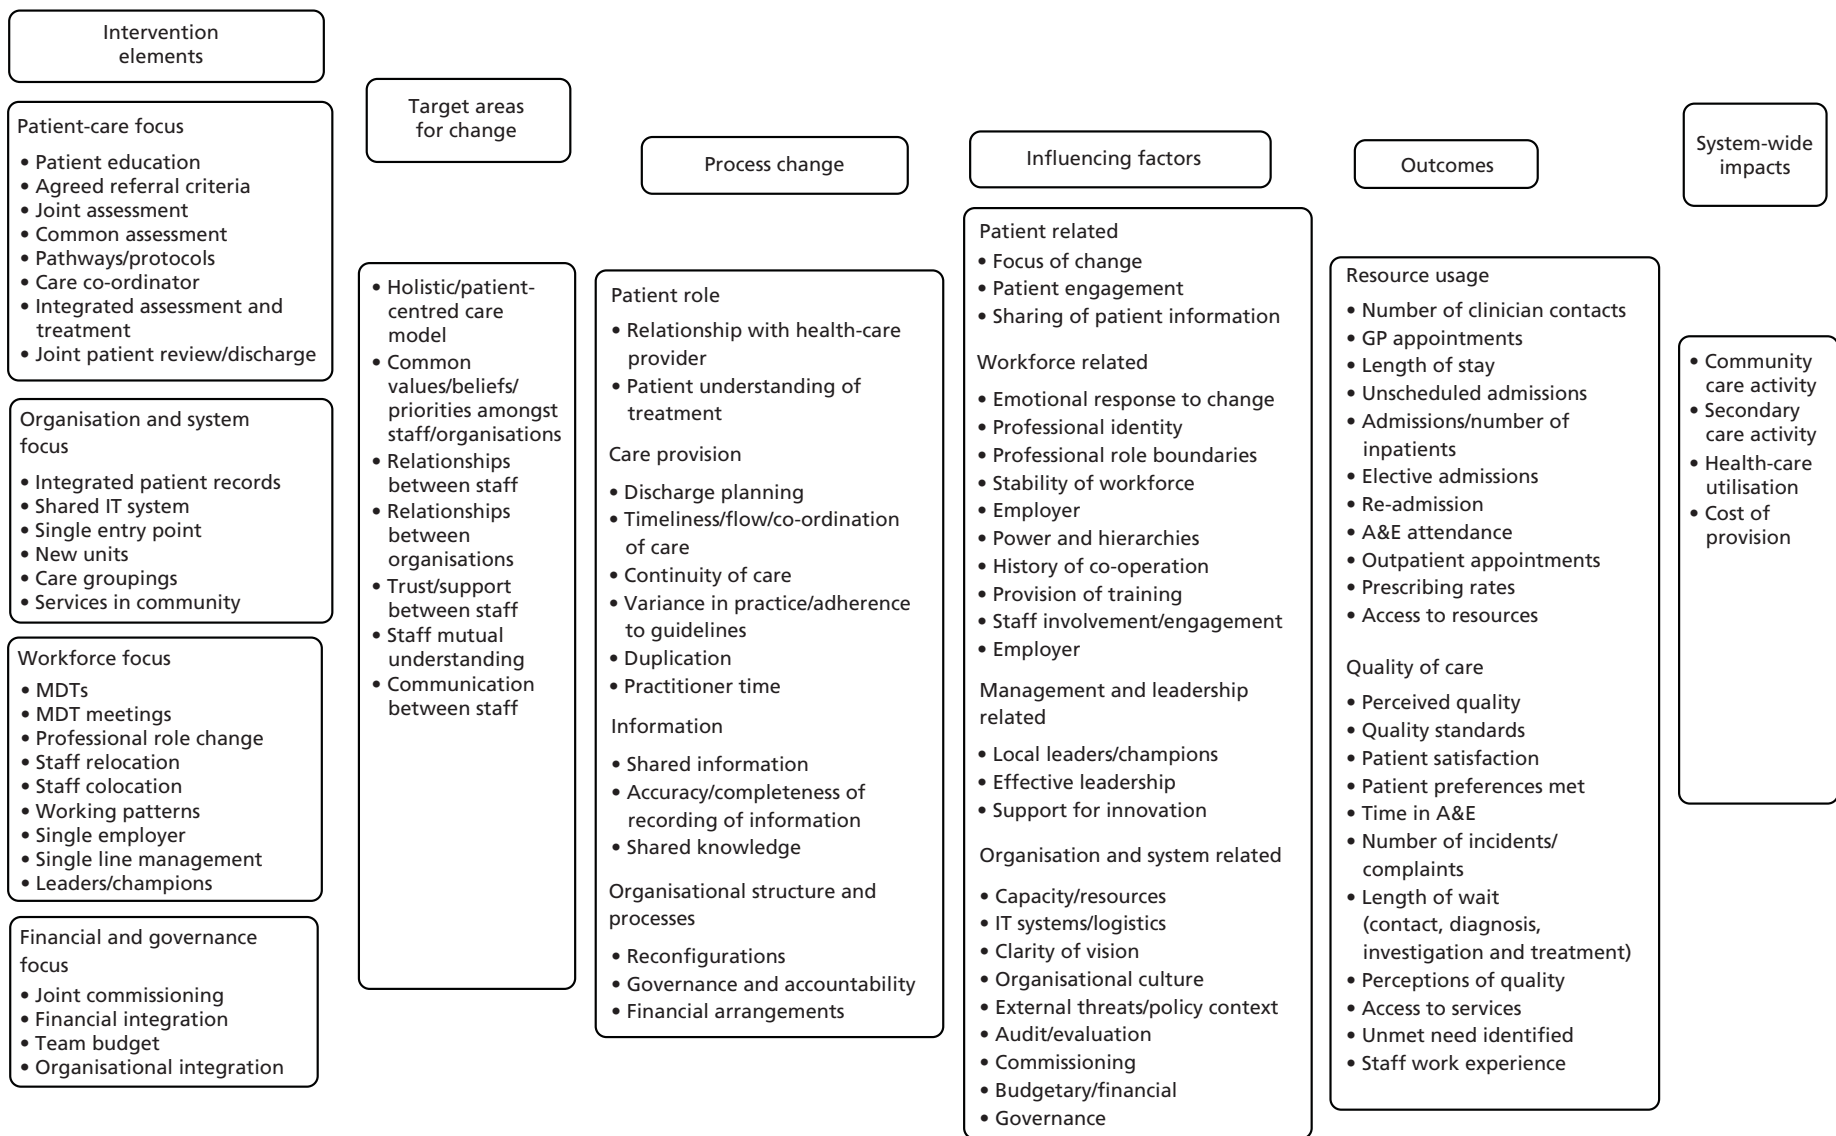 Intervention
elements
Patient-care focus
• Patient education
• Agreed referral criteria
• Joint assessment
• Common assessment
• Pathways/protocols
• Care co-ordinator
• Integrated assessment and
treatment
• Joint patient review/discharge
Organisation and system
focus
• Integrated patient records
• Shared IT system
• Single entry point
• New units
• Care groupings
• Services in community
Workforce focus
• MDTs
• MDT meetings
• Professional role change
• Staff relocation
• Staff colocation
• Working patterns
• Single employer
• Single line management
• Leaders/champions
Financial and governance
focus
• Joint commissioning
• Financial integration
• Team budget
• Organisational integration
Target areas
for change
• Holistic/patient-
centred care
model
• Common
values/beliefs/
priorities amongst
staff/organisations
• Relationships
between staff
• Relationships
between
organisations
• Trust/support
between staff
• Staff mutual
understanding
• Communication
between staff
Process change
Patient role
• Relationship with health-care
provider
• Patient understanding of
treatment
Care provision
• Discharge planning
• Timeliness/flow/co-ordination
of care
• Continuity of care
• Variance in practice/adherence
to guidelines
• Duplication
• Practitioner time
Information
• Shared information
• Accuracy/completeness of
recording of information
• Shared knowledge
Organisational structure and
processes
• Reconfigurations
• Governance and accountability
• Financial arrangements
Influencing factors
Patient related
• Focus of change
• Patient engagement
• Sharing of patient information
Workforce related
• Emotional response to change
• Professional identity
• Professional role boundaries
• Stability of workforce
• Employer
• Power and hierarchies
• History of co-operation
• Provision of training
• Staff involvement/engagement
• Employer
Management and leadership
related
• Local leaders/champions
• Effective leadership
• Support for innovation
Organisation and system related
• Capacity/resources
• IT systems/logistics
• Clarity of vision
• Organisational culture
• External threats/policy context
• Audit/evaluation
• Commissioning
• Budgetary/financial
• Governance
Outcomes
Resource usage
• Number of clinician contacts
• GP appointments
• Length of stay
• Unscheduled admissions
• Admissions/number of
inpatients
• Elective admissions
• Re-admission
• A&E attendance
• Outpatient appointments
• Prescribing rates
• Access to resources
Quality of care
• Perceived quality
• Quality standards
• Patient satisfaction
• Patient preferences met
• Time in A&E
• Number of incidents/
complaints
• Length of wait
(contact, diagnosis,
investigation and treatment)
• Perceptions of quality
• Access to services
• Unmet need identified
• Staff work experience
System-wide
impacts
• Community
care activity
• Secondary
care activity
• Health-care
utilisation
• Cost of
provision